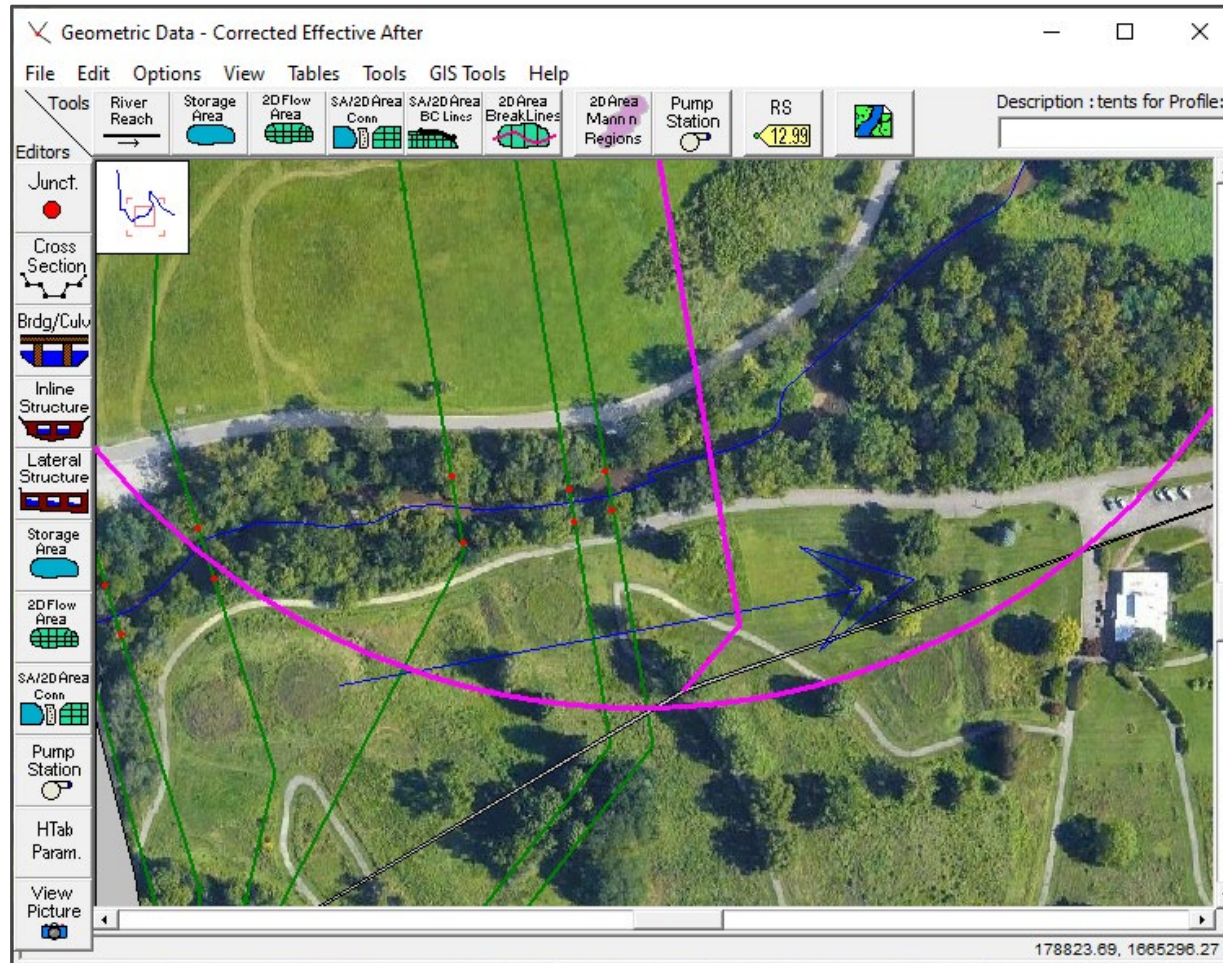 Geometric Data - Corrected Effective After
File Edit Options View Tables Tools GIS Tools Help
Tools
Editors
River
Reach
Storage
Area
2D Flow
Area
SA/2D Area
Conn
SA/2D Area
BC Lines
2D Area
BreakLines
2D Area
Mann n
Regions
Pump
Station
RS
12.99
Description : tents for Profile:
Junct.
Cross
Section
Brdg/Culv
Inline
Structure
Lateral
Structure
Storage
Area
2D Flow
Area
SA/2D Area
Conn
Pump
Station
HTab
Param.
View
Picture
178823.69, 1665296.27